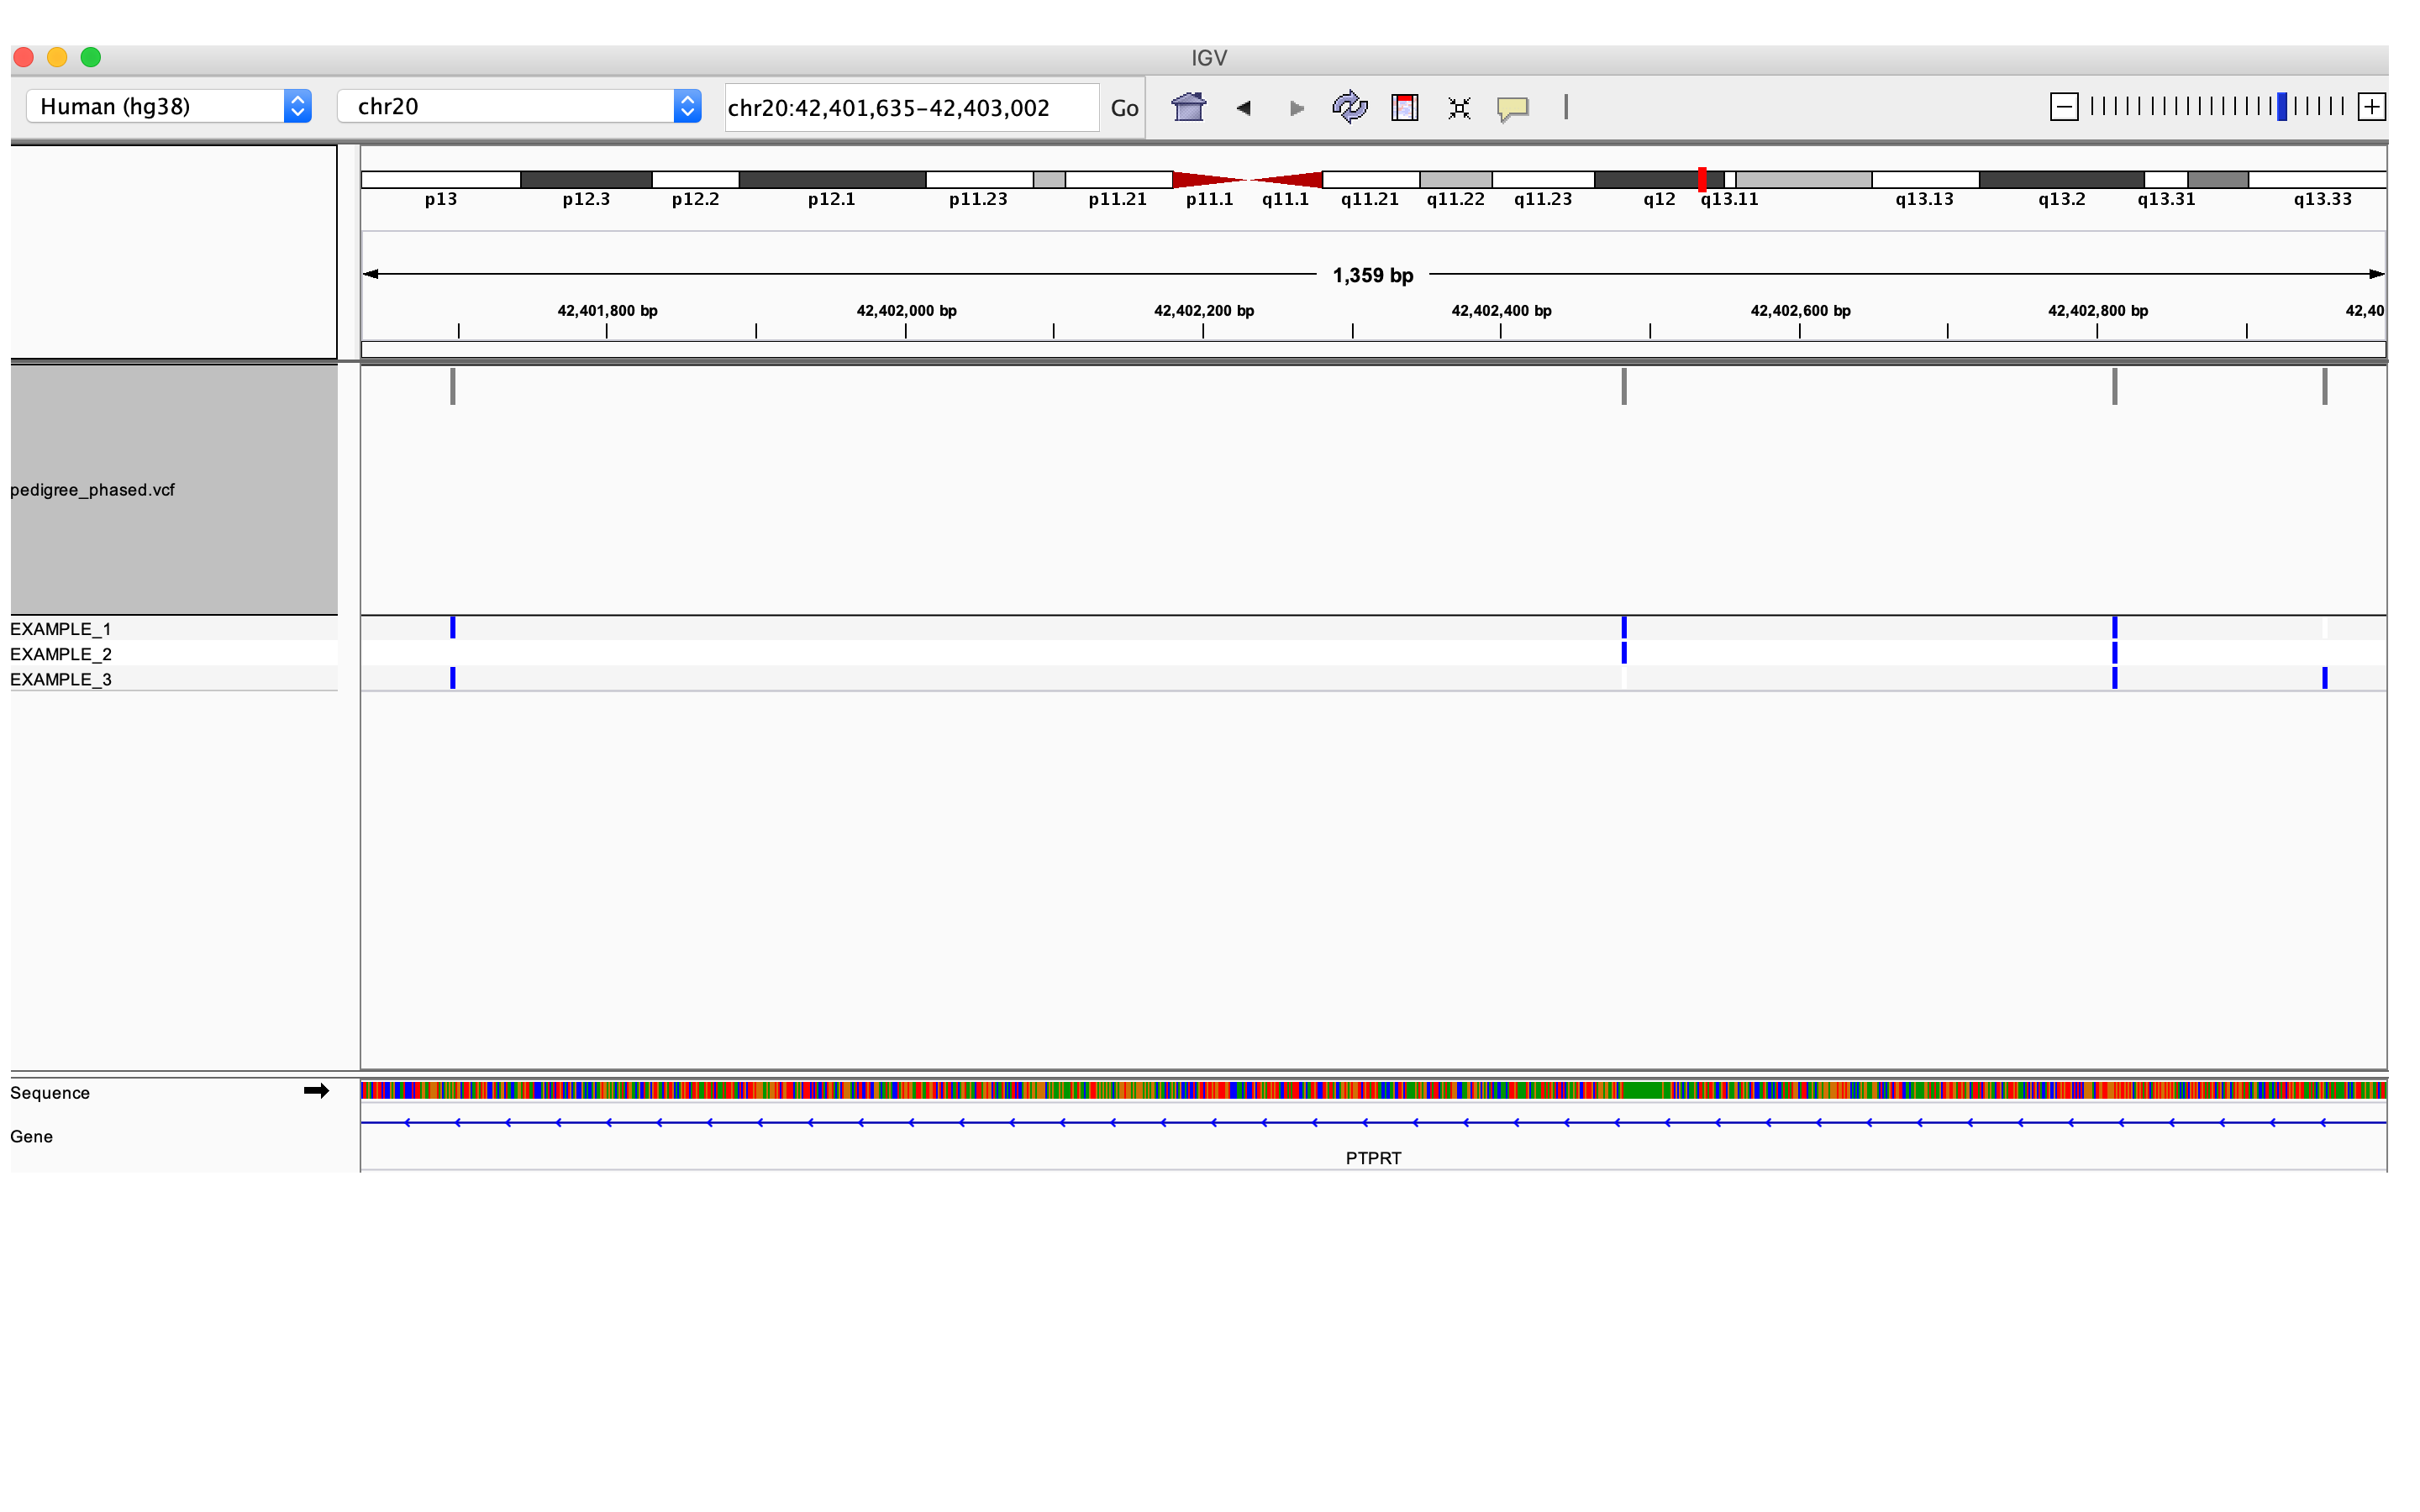 IGV
Human (hg38) chr20 chr20:42,401,635-42,403,002 Go
p13 p12.3 p12.2 p12.1 p11.23 p11.21 p11.1 q11.1 q11.21 q11.22 q11.23 q12 q13.11 q13.13 q13.2 q13.31 q13.33
1,359 bp
42,401,800 bp 42,402,000 bp 42,402,200 bp 42,402,400 bp 42,402,600 bp 42,402,800 bp 42,40
pedigree_phased.vcf
EXAMPLE_1
EXAMPLE_2
EXAMPLE_3
Sequence
Gene
PTPRT